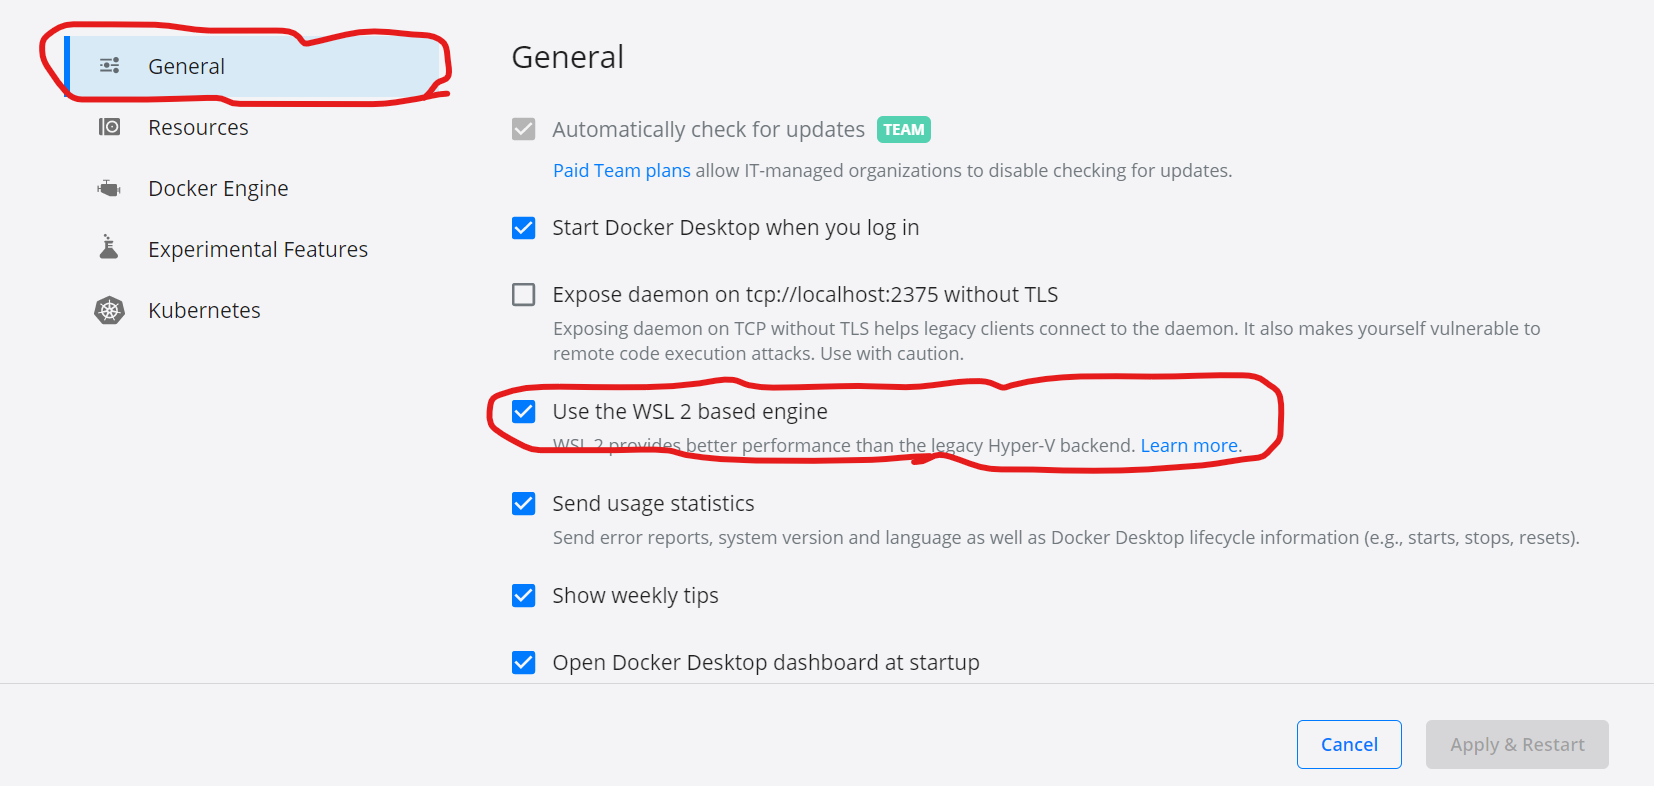 General
Resources
Docker Engine
Experimental Features
Kubernetes
General
Automatically check for updates TEAM
Paid Team plans allow IT-managed organizations to disable checking for updates.
Start Docker Desktop when you log in
Expose daemon on tcp://localhost:2375 without TLS
Exposing daemon on TCP without TLS helps legacy clients connect to the daemon. It also makes yourself vulnerable to
remote code execution attacks. Use with caution.
Use the WSL 2 based engine
WSL 2 provides better performance than the legacy Hyper-V backend. Learn more.
Send usage statistics
Send error reports, system version and language as well as Docker Desktop lifecycle information (e.g., starts, stops, resets).
Show weekly tips
Open Docker Desktop dashboard at startup
Cancel
Apply & Restart